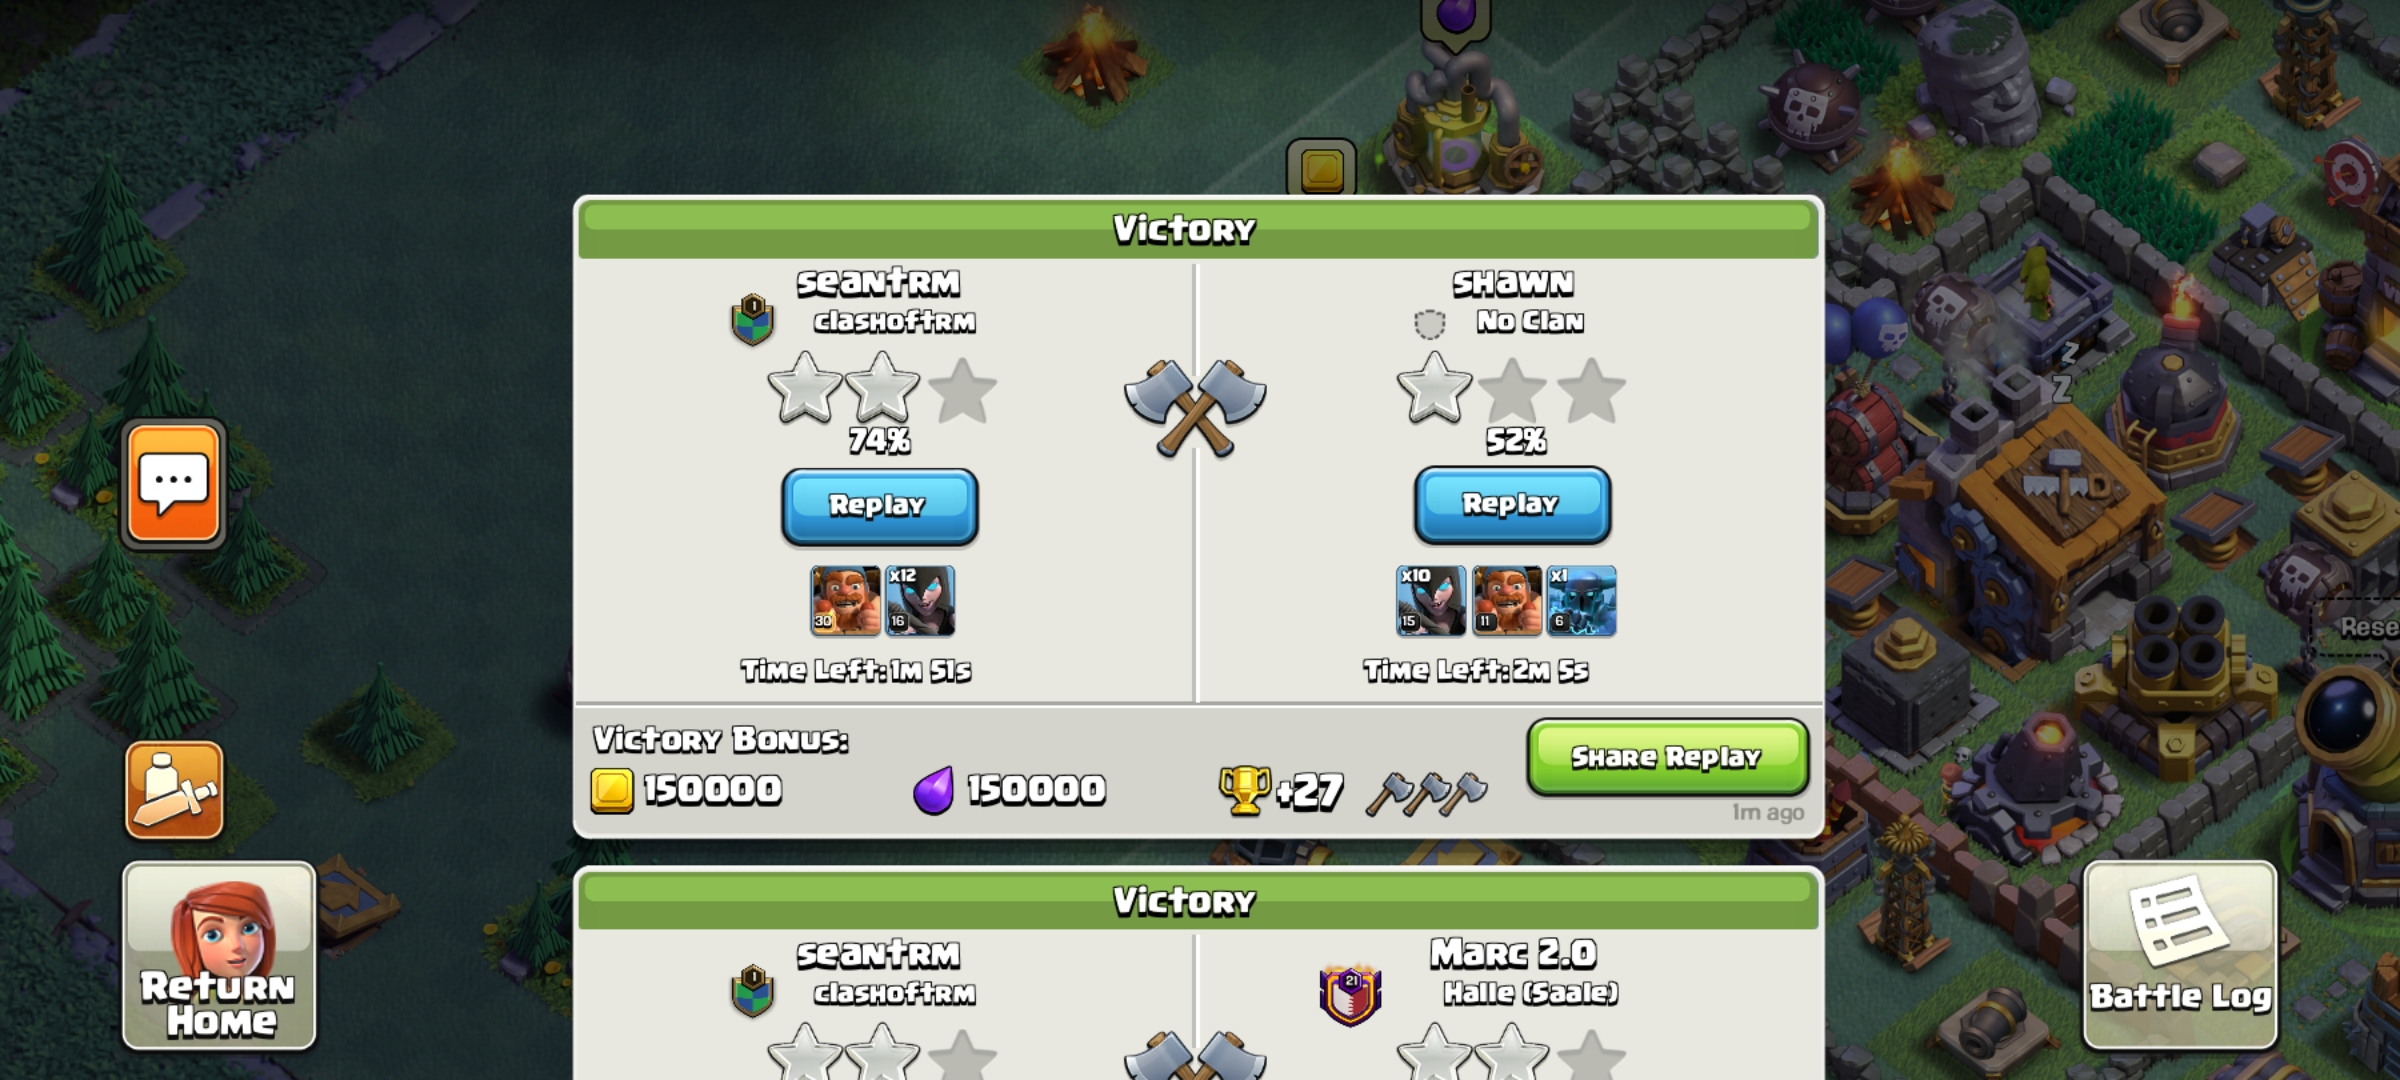 Victory
seantrm
clashoftrm
74%
Replay
30
x12
16
Time Left:1m 51s
shawn
No Clan
52%
Replay
x10
15
11
x1
6
Time Left:2m 5s
Victory Bonus:
150000
150000
+27
Share Replay
1m ago
Victory
seantrm
clashoftrm
Marc 2.0
21
Halle (Saale)
Return
Home
Battle Log
Z
Z
Rese